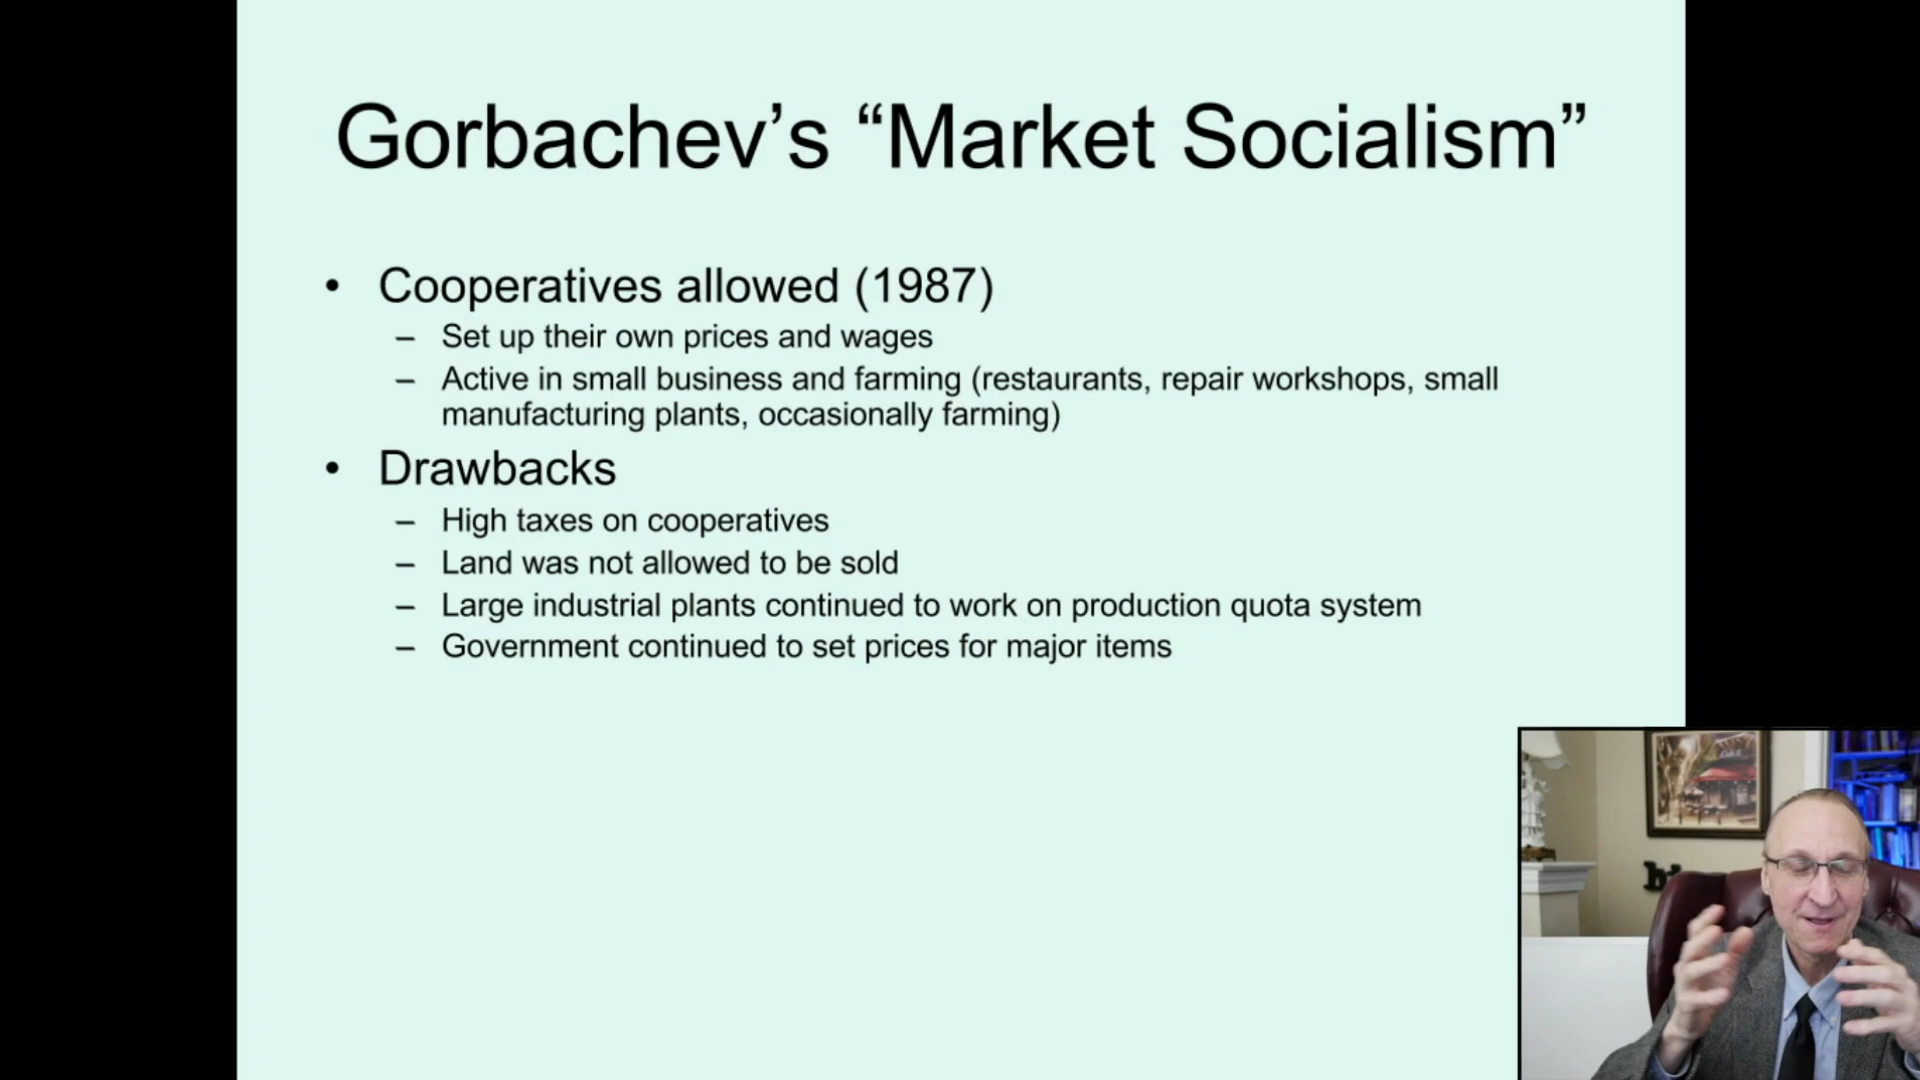 Gorbachev’s “Market Socialism”
• Cooperatives allowed (1987)
– Set up their own prices and wages
– Active in small business and farming (restaurants, repair workshops, small
manufacturing plants, occasionally farming)
• Drawbacks
– High taxes on cooperatives
– Land was not allowed to be sold
– Large industrial plants continued to work on production quota system
– Government continued to set prices for major items